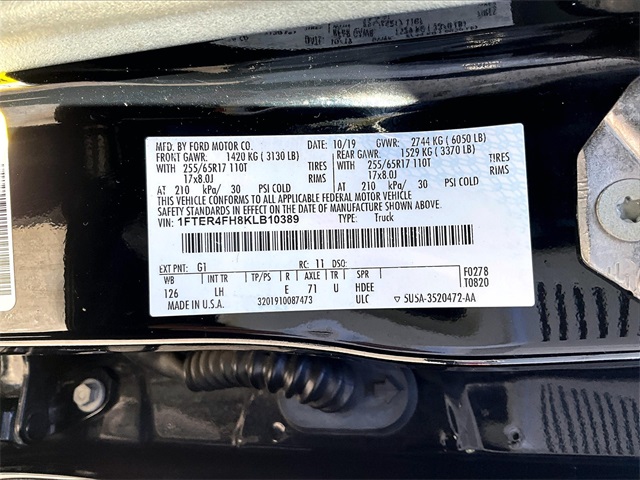 MFD. BY FORD MOTOR CO. DATE: 10/19 GVWR: 2744 KG ( 6050 LB)
FRONT GAWR: 1420 KG ( 3130 LB) REAR GAWR: 1529 KG ( 3370 LB)
WITH 255/65R17 110T TIRES WITH 255/65R17 110T TIRES
17x8.0J RIMS 17x8.0J RIMS
AT 210 kPa/ 30 PSI COLD AT 210 kPa/ 30 PSI COLD
THIS VEHICLE CONFORMS TO ALL APPLICABLE FEDERAL MOTOR VEHICLE
SAFETY AND THEFT PREVENTION STANDARDS IN EFFECT ON THE DATE OF MANUFACTURE SHOWN ABOVE.
VIN: 1FTER4FH8KLB10389 TYPE: Truck
EXT PNT: G1 RC: 11 DSO: F0278
WB INT TR TP/PS R AXLE TR SPR T0820
126 LH E 71 U HDEE
MADE IN U.S.A. 3201910087473 ULC 5U5A-3520472-AA